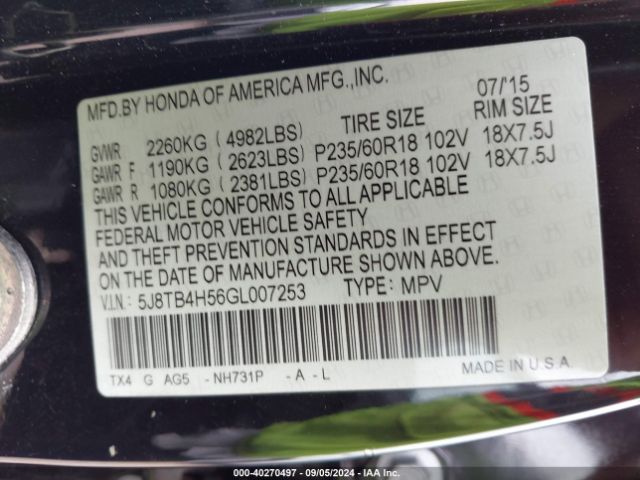 MFD.BY HONDA OF AMERICA MFG.,INC. 07/'15
TIRE SIZE RIM SIZE
GVWR 2260KG ( 4982LBS)
GAWR F 1190KG ( 2623LBS) P235/60R18 102V 18X7.5J
GAWR R 1080KG ( 2381LBS) P235/60R18 102V 18X7.5J
THIS VEHICLE CONFORMS TO ALL APPLICABLE
FEDERAL MOTOR VEHICLE SAFETY
AND THEFT PREVENTION STANDARDS IN EFFECT
ON THE DATE OF MANUFACTURE SHOWN ABOVE.
V.I.N.: 5J8TB4H56GL007253 TYPE: MPV
TX4 G AG5 - NH731P - A - L MADE IN U.S.A.
000-40270497 - 09/05/2024 - IAA Inc.